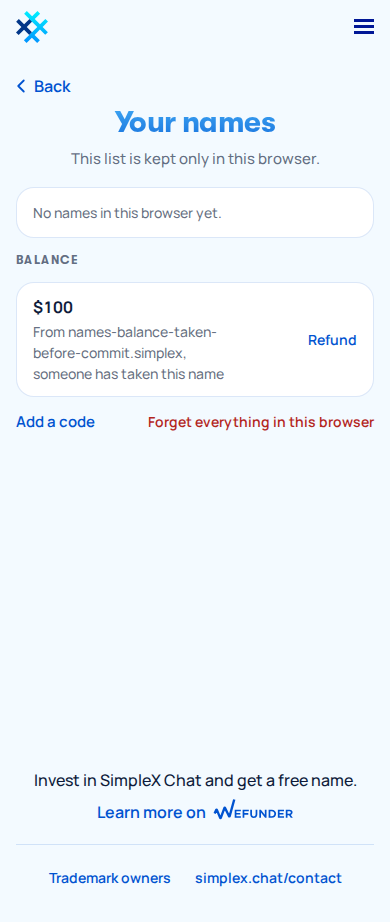 Back
Your names
This list is kept only in this browser.
No names in this browser yet.
BALANCE
$100
From names-balance-taken-
before-commit.simplex,
someone has taken this name
Refund
Add a code
Forget everything in this browser
Invest in SimpleX Chat and get a free name.
Learn more on WEFUNDER
Trademark owners
simplex.chat/contact